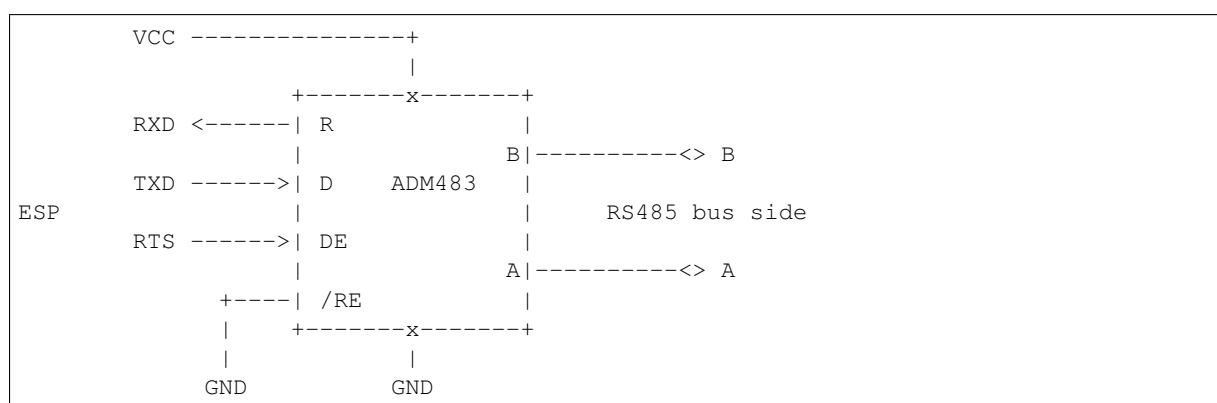 VCC ---------------+
|
+-------x-------+
RXD <------| R |
| B|----------<> B
TXD ------>| D ADM483 |
ESP | | RS485 bus side
RTS ------>| DE |
| A|----------<> A
+----| /RE |
| +-------x-------+
| |
GND GND